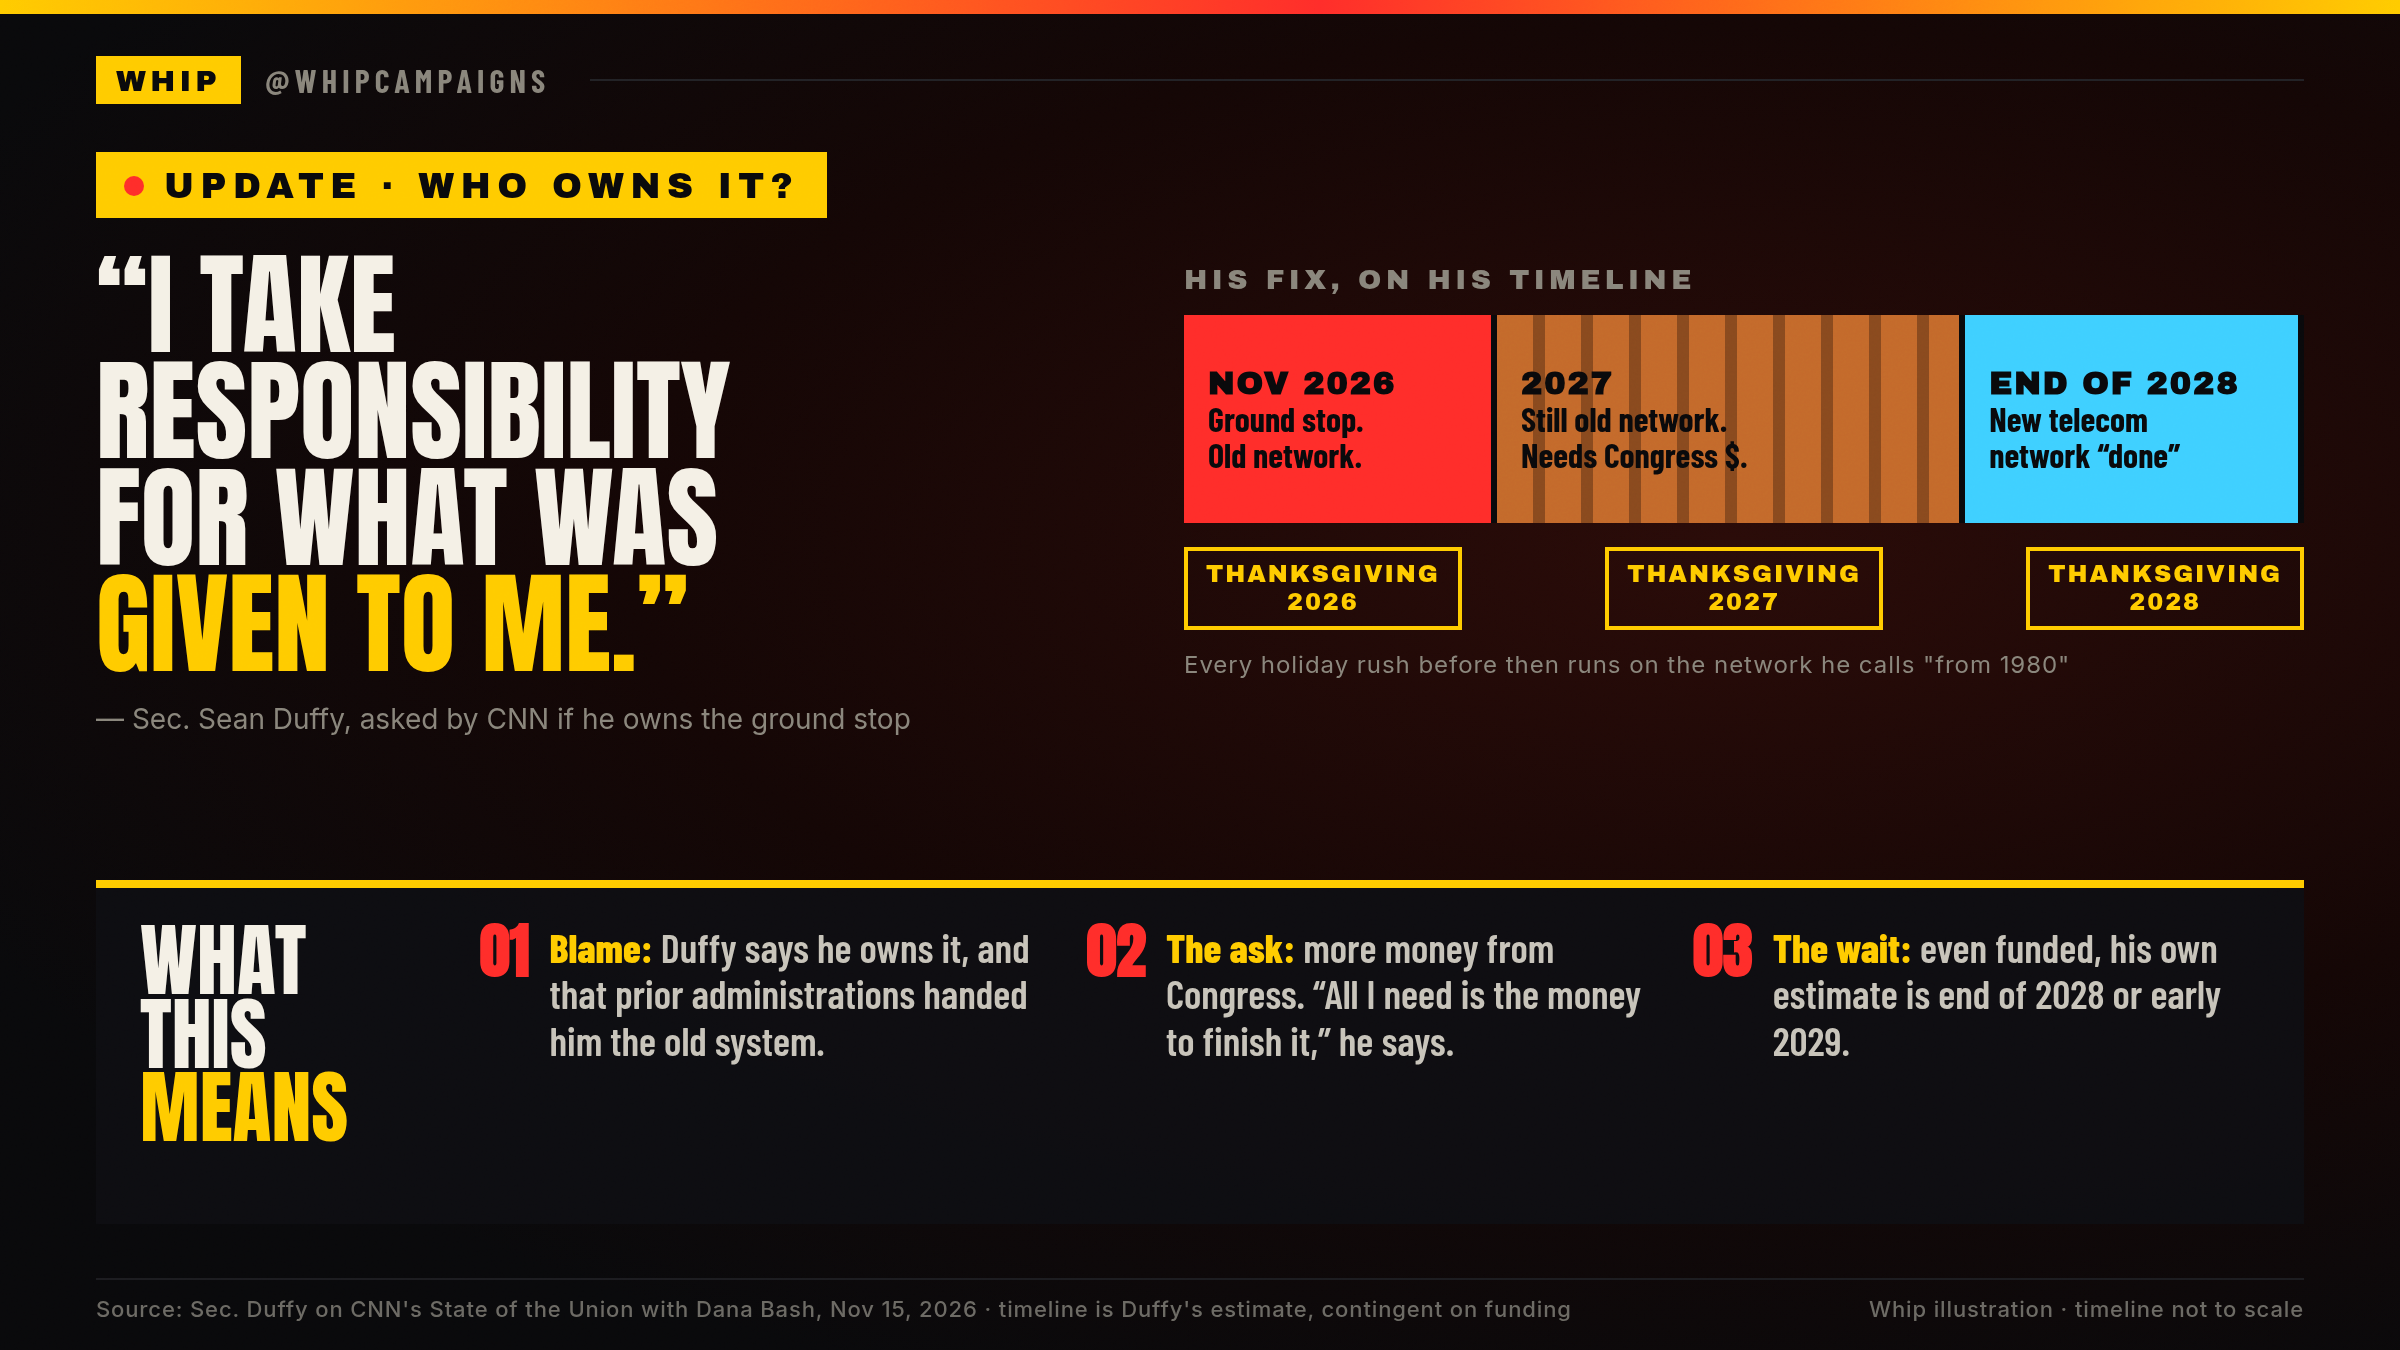 WHIP @WHIPCAMPAIGNS
UPDATE · WHO OWNS IT?
“I TAKE
RESPONSIBILITY
FOR WHAT WAS
GIVEN TO ME.”
— Sec. Sean Duffy, asked by CNN if he owns the ground stop
HIS FIX, ON HIS TIMELINE
NOV 2026
Ground stop.
Old network.
2027
Still old network.
Needs Congress $.
END OF 2028
New telecom
network “done”
THANKSGIVING
2026
THANKSGIVING
2027
THANKSGIVING
2028
Every holiday rush before then runs on the network he calls "from 1980"
WHAT
THIS
MEANS
01 Blame: Duffy says he owns it, and
that prior administrations handed
him the old system.
02 The ask: more money from
Congress. “All I need is the money
to finish it,” he says.
03 The wait: even funded, his own
estimate is end of 2028 or early
2029.
Source: Sec. Duffy on CNN's State of the Union with Dana Bash, Nov 15, 2026 · timeline is Duffy's estimate, contingent on funding
Whip illustration · timeline not to scale